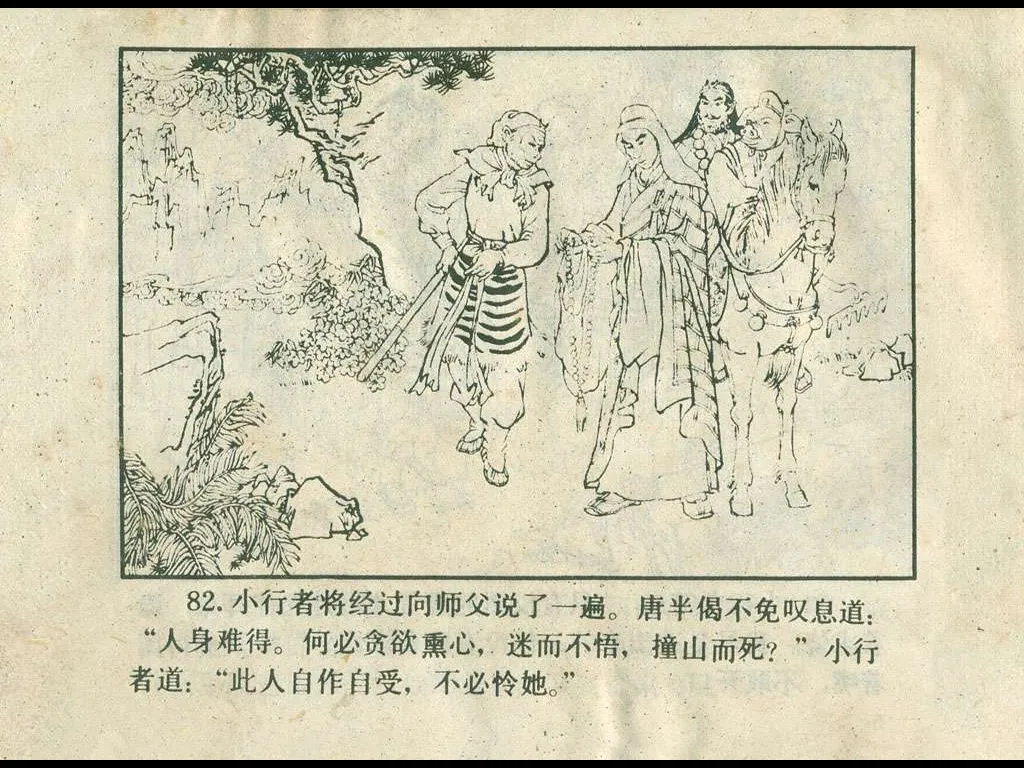 82. 小行者将经过向师父说了一遍。唐半偈不免叹息道：
“人身难得。何必贪欲熏心，迷而不悟，撞山而死？”小行
者道：“此人自作自受，不必怜她。”